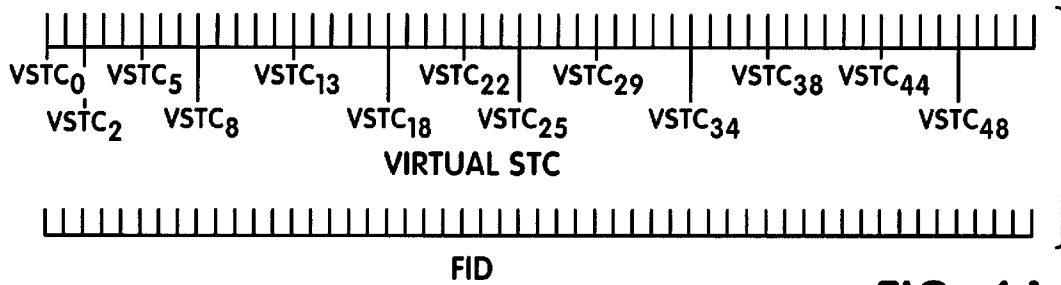 VSTC0 VSTC5 VSTC13 VSTC22 VSTC29 VSTC38 VSTC44
VSTC2 VSTC8 VSTC18 VSTC25 VSTC34 VSTC48
VIRTUAL STC
FID